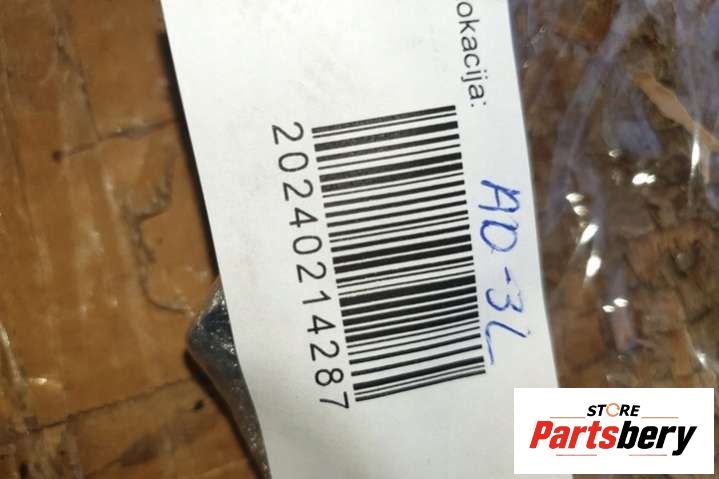 okacija:
AD-3L
2024021428 7
STORE
Partsbery